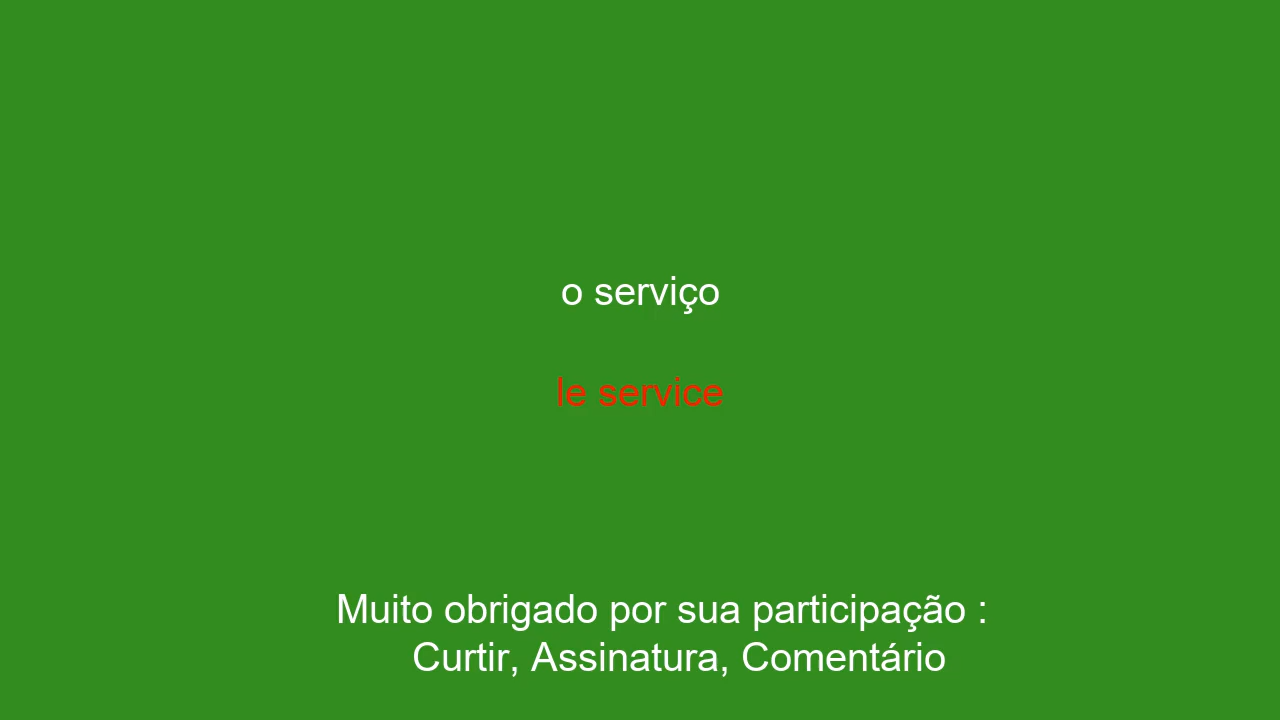 o serviço
le service
Muito obrigado por sua participação :
Curtir, Assinatura, Comentário